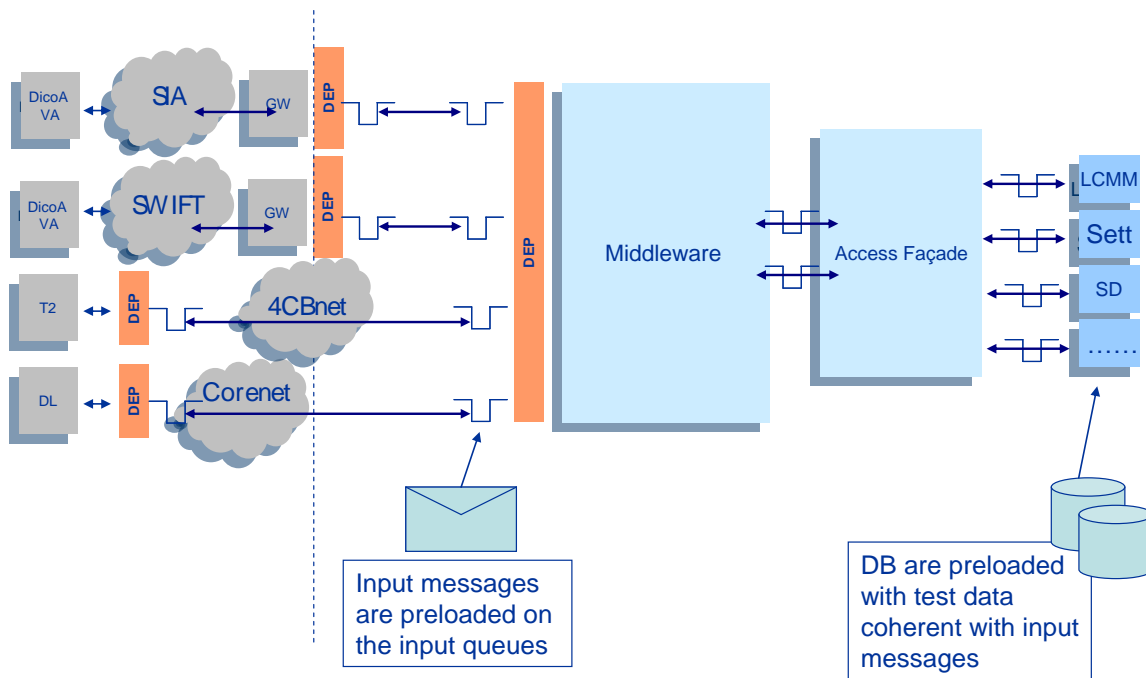 DicoA
VA
SIA
GW
DEP
DicoA
VA
SWIFT
GW
DEP
T2
DEP
4CBnet
DL
DEP
Corenet
DEP
Middleware
Access Façade
LCMM
Sett
SD
......
Input messages
are preloaded on
the input queues
DB are preloaded
with test data
coherent with input
messages